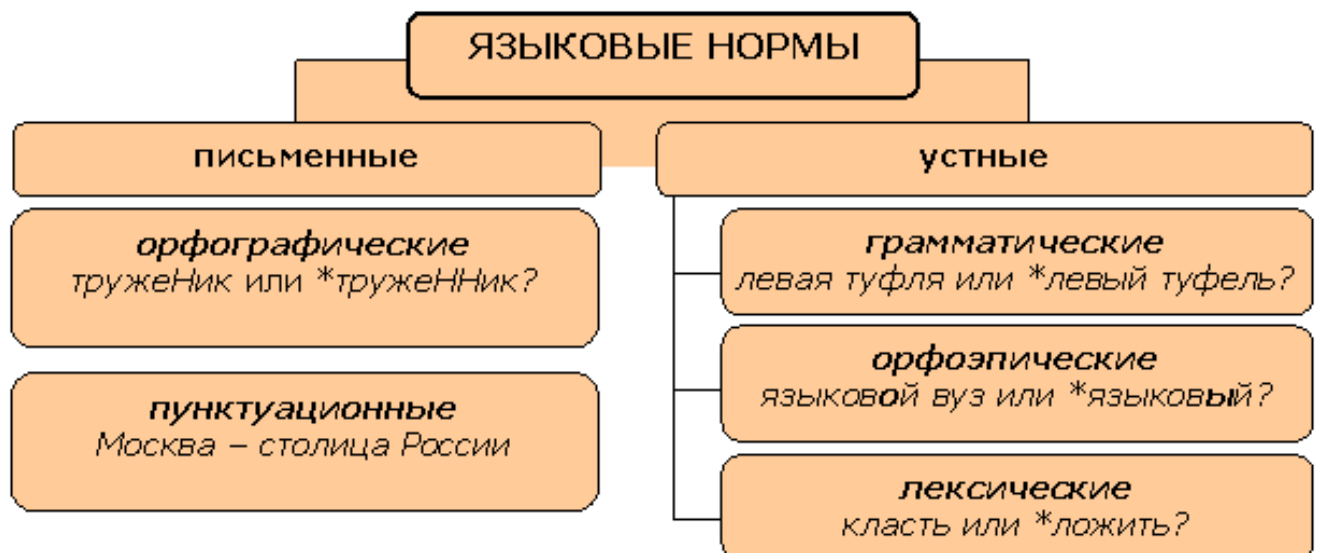 ЯЗЫКОВЫЕ НОРМЫ
письменные
орфографические
тружеНик или *тружеННик?
пунктуационные
Москва – столица России
устные
грамматические
левая туфля или *левый туфель?
орфоэпические
языковой вуз или *языковый?
лексические
класть или *ложить?